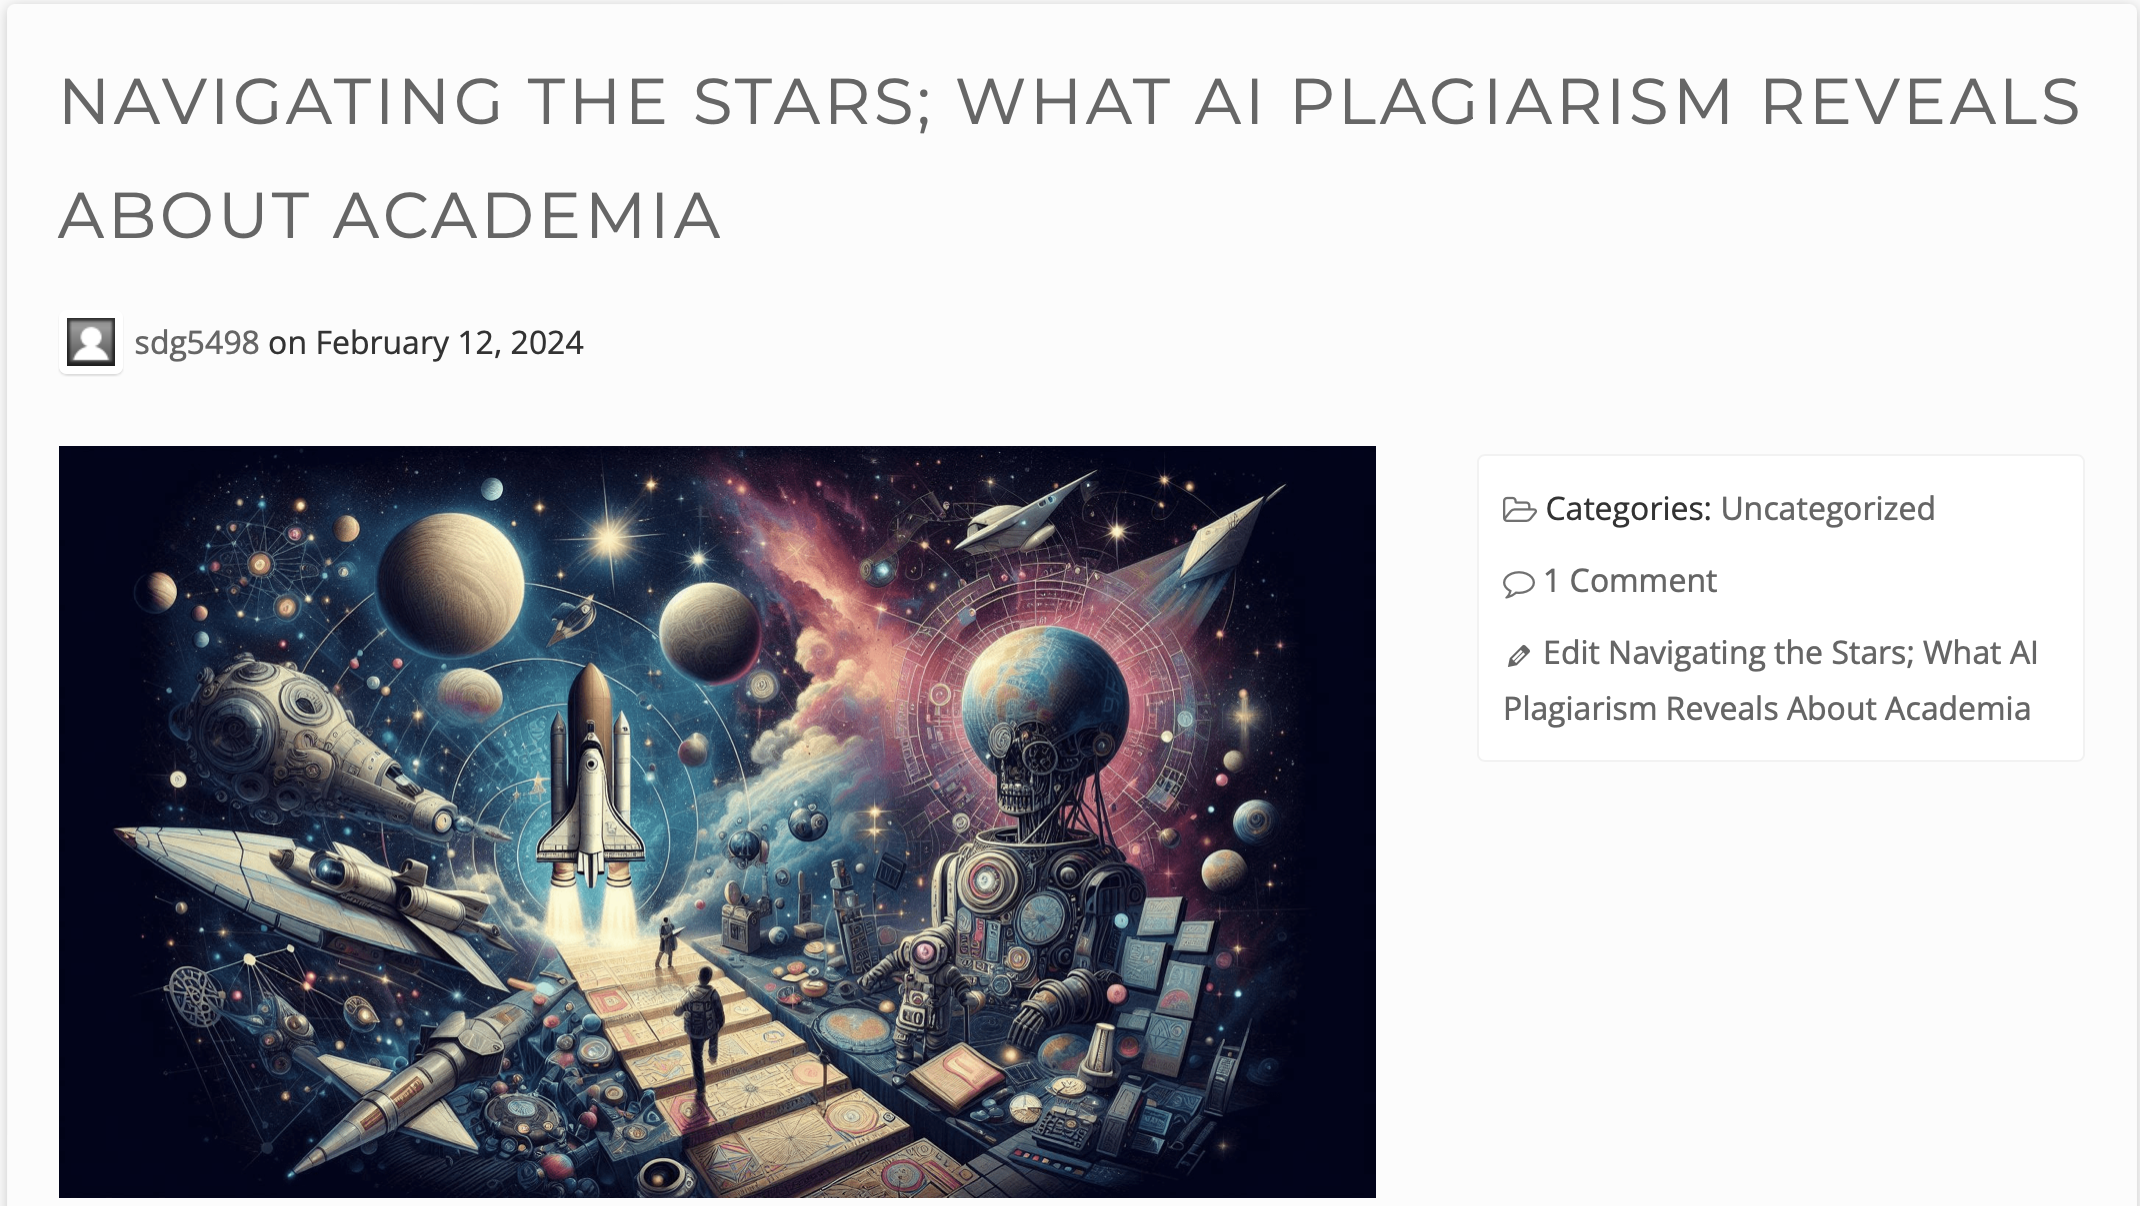 NAVIGATING THE STARS; WHAT AI PLAGIARISM REVEALS
ABOUT ACADEMIA
sdg5498 on February 12, 2024
Categories: Uncategorized
1 Comment
Edit Navigating the Stars; What AI
Plagiarism Reveals About Academia